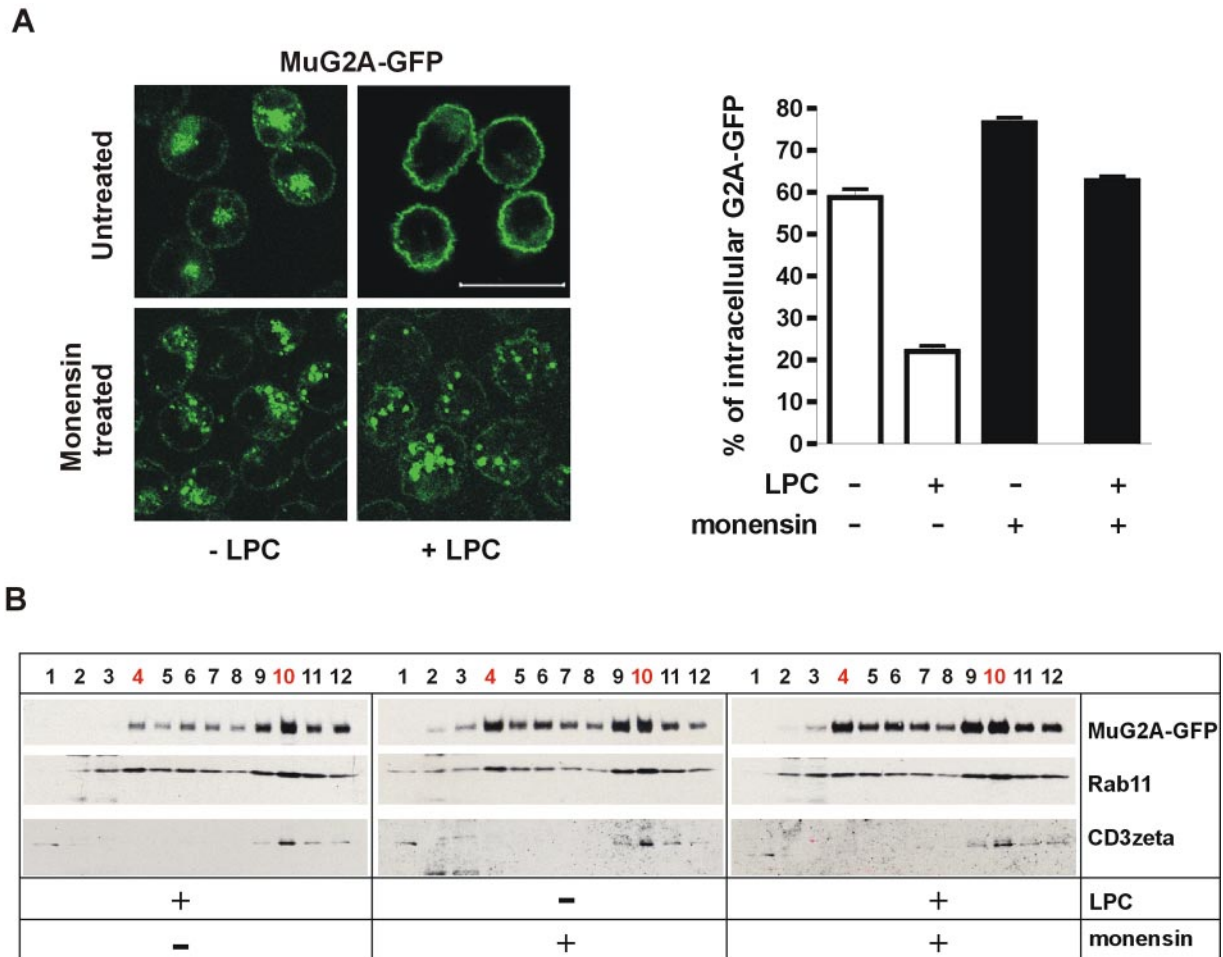 A
MuG2A-GFP
Untreated
Monensin
treated
- LPC + LPC
% of intracellular G2A-GFP
80
70
60
50
40
30
20
10
0
LPC - + - +
monensin - - + +
B
1 2 3 4 5 6 7 8 9 10 11 12 1 2 3 4 5 6 7 8 9 10 11 12 1 2 3 4 5 6 7 8 9 10 11 12
MuG2A-GFP
Rab11
CD3zeta
+ - + LPC
- + + monensin